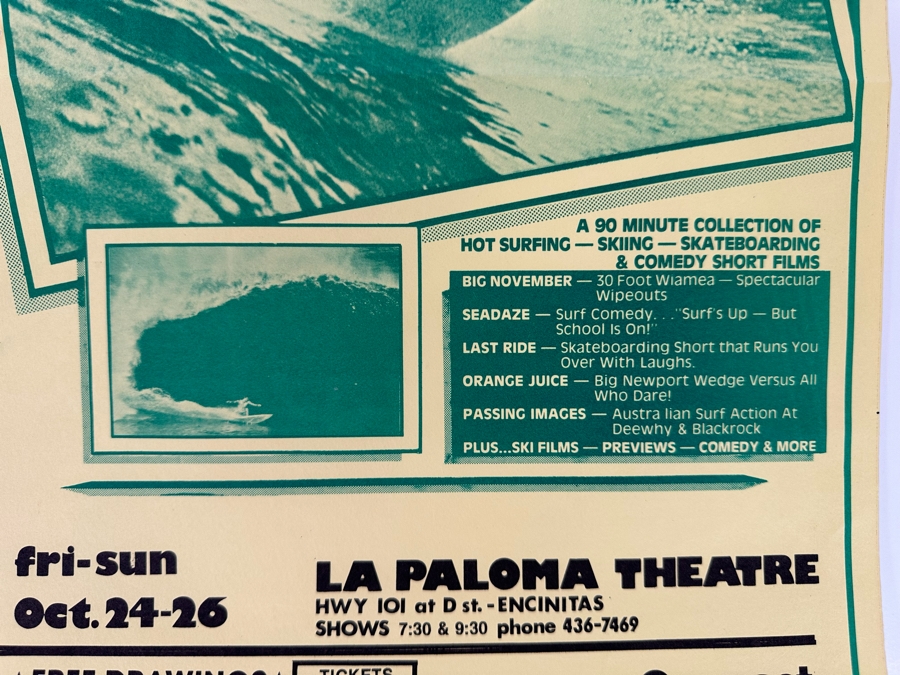 A 90 MINUTE COLLECTION OF
HOT SURFING — SKIING — SKATEBOARDING
& COMEDY SHORT FILMS
BIG NOVEMBER — 30 Foot Wiamea — Spectacular
Wipeouts
SEADAZE — Surf Comedy. . ."Surf's Up — But
School Is On!"
LAST RIDE — Skateboarding Short that Runs You
Over With Laughs.
ORANGE JUICE — Big Newport Wedge Versus All
Who Dare!
PASSING IMAGES — Austra lian Surf Action At
Deewhy & Blackrock
PLUS...SKI FILMS — PREVIEWS — COMEDY & MORE
fri-sun
Oct. 24-26
LA PALOMA THEATRE
HWY 101 at D st. - ENCINITAS
SHOWS 7:30 & 9:30 phone 436-7469
FREE DRAWINGS
TICKETS